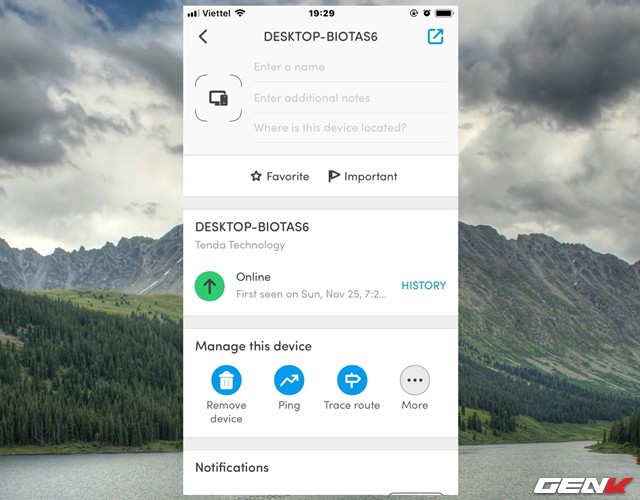 Viettel 19:29
DESKTOP-BIOTAS6
Enter a name
Enter additional notes
Where is this device located?
Favorite Important
DESKTOP-BIOTAS6
Tenda Technology
Online
First seen on Sun, Nov 25, 7:2...
HISTORY
Manage this device
Remove device
Ping
Trace route
More
Notifications
GENK